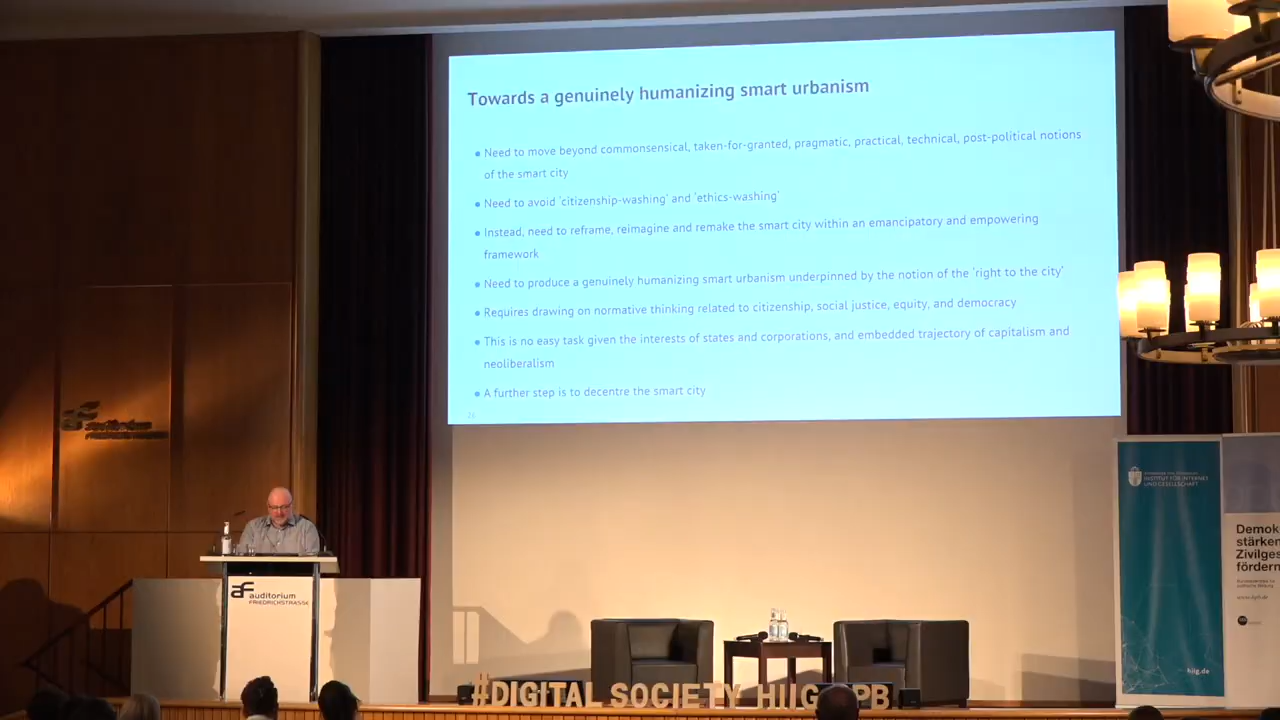 Towards a genuinely humanizing smart urbanism
• Need to move beyond commonsensical, taken-for-granted, pragmatic, practical, technical, post-political notions
of the smart city
• Need to avoid 'citizenship-washing' and 'ethics-washing'
• Instead, need to reframe, reimagine and remake the smart city within an emancipatory and empowering
framework
• Need to produce a genuinely humanizing smart urbanism underpinned by the notion of the 'right to the city'
• Requires drawing on normative thinking related to citizenship, social justice, equity, and democracy
• This is no easy task given the interests of states and corporations, and embedded trajectory of capitalism and
neoliberalism
• A further step is to decentre the smart city
af auditorium
FRIEDRICHSTRASSE
af
auditorium
FRIEDRICHSTRASSE
INSTITUT FÜR INTERNET
UND GESELLSCHAFT
hiig.de
Demok
stärken
Zivilges
fördern
#DIGITAL SOCIETY HIIG PB